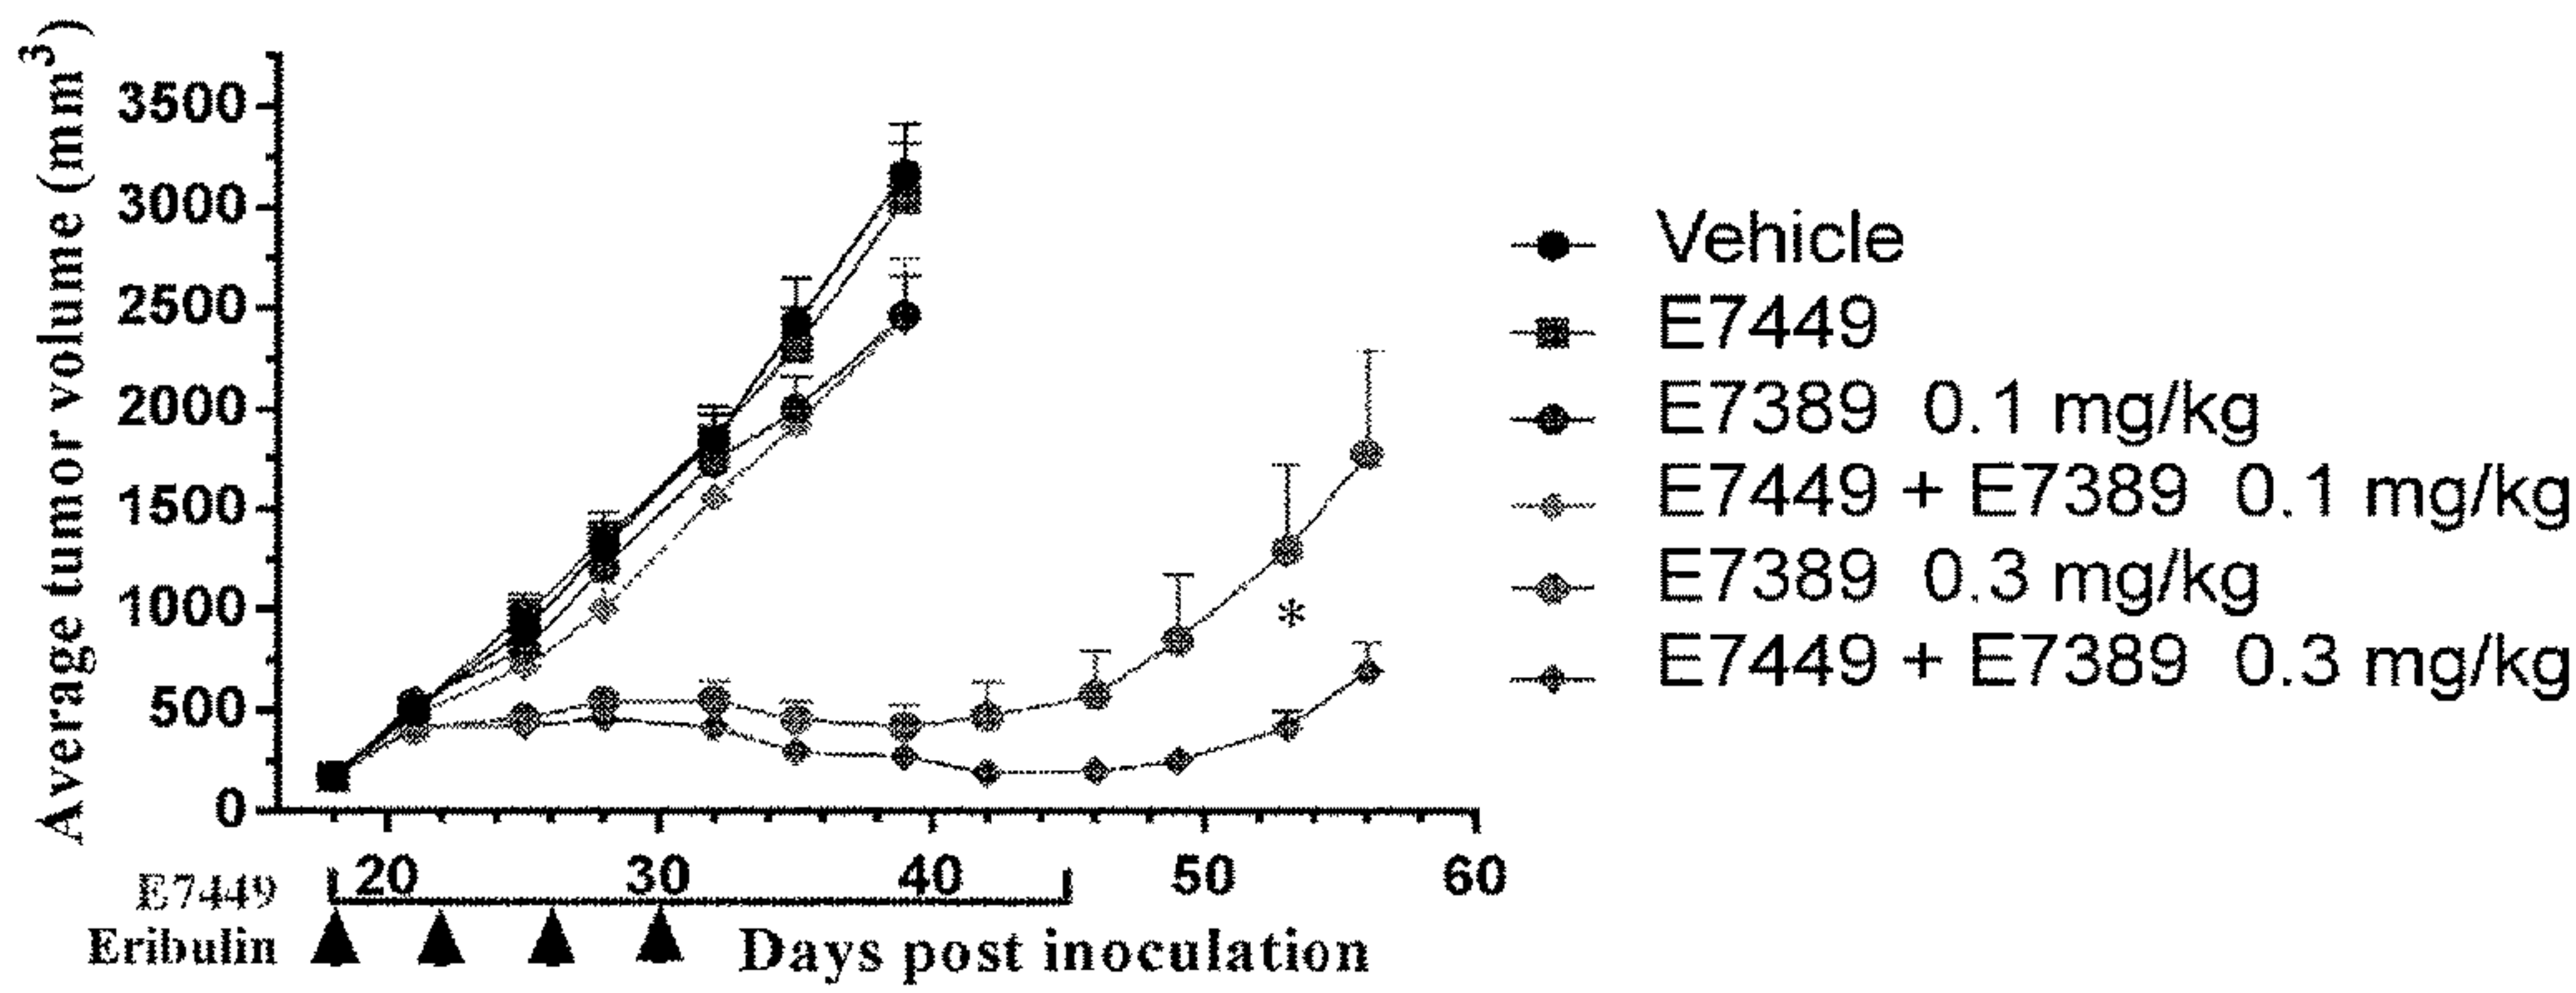 Average tumor volume (mm³)
3500
3000
2500
2000
1500
1000
500
0
*
20 30 40 50 60
E7449
Eribulin
Days post inoculation
Vehicle
E7449
E7389 0.1 mg/kg
E7449 + E7389 0.1 mg/kg
E7389 0.3 mg/kg
E7449 + E7389 0.3 mg/kg